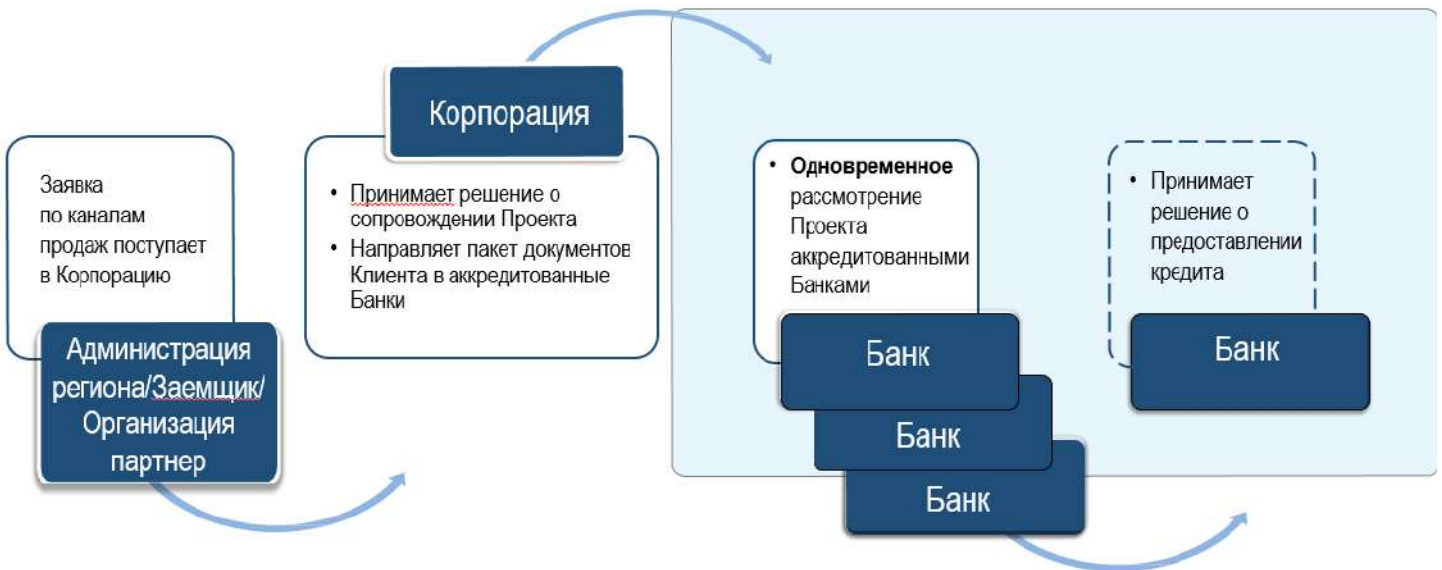 Заявка
по каналам
продаж поступает
в Корпорацию
Администрация
региона/Заемщик/
Организация
партнер
Корпорация
• Принимает решение о
сопровождении Проекта
• Направляет пакет документов
Клиента в аккредитованные
Банки
• Одновременное
рассмотрение
Проекта
аккредитованными
Банками
Банк
Банк
Банк
• Принимает
решение о
предоставлении
кредита
Банк